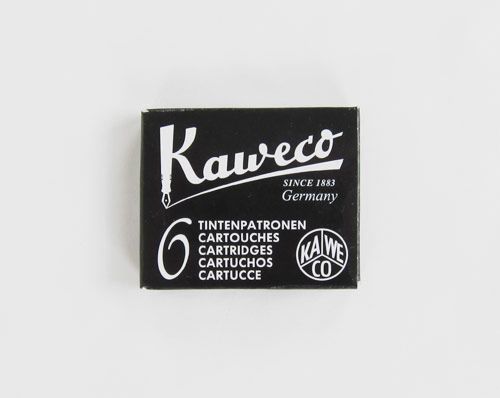 Kaweco
SINCE 1883
Germany
6
TINTENPATRONEN
CARTOUCHES
CARTRIDGES
CARTUCHOS
CARTUCCE
KA WE
CO